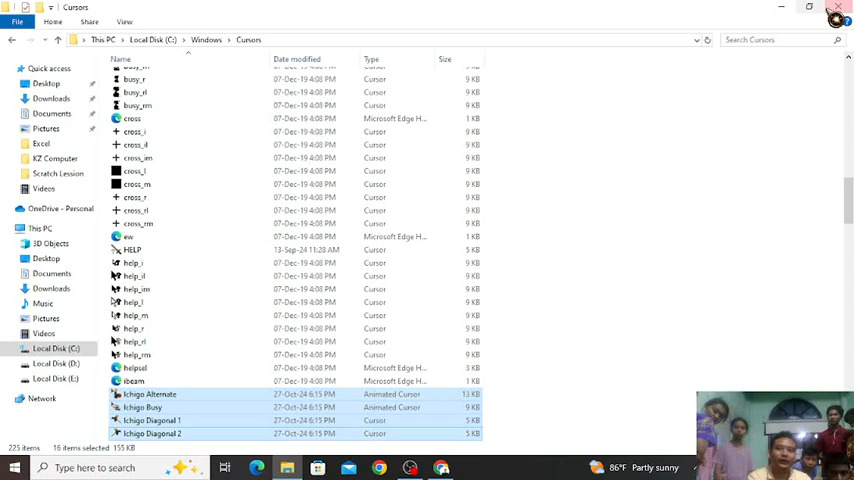 Cursors
File Home Share View
This PC Local Disk (C:) Windows Cursors
Search Cursors
Name Date modified Type Size
Quick access
Desktop
Downloads
Documents
Pictures
Excel
KZ Computer
Scratch Lession
Videos
OneDrive - Personal
This PC
3D Objects
Desktop
Documents
Downloads
Music
Pictures
Videos
Local Disk (C:)
Local Disk (D:)
Local Disk (E:)
Network
busy_r 07-Dec-19 4:08 PM Cursor 9 KB
busy_rl 07-Dec-19 4:08 PM Cursor 9 KB
busy_rm 07-Dec-19 4:08 PM Cursor 9 KB
cross 07-Dec-19 4:08 PM Microsoft Edge H... 1 KB
cross_i 07-Dec-19 4:08 PM Cursor 9 KB
cross_il 07-Dec-19 4:08 PM Cursor 9 KB
cross_im 07-Dec-19 4:08 PM Cursor 9 KB
cross_l 07-Dec-19 4:08 PM Cursor 9 KB
cross_m 07-Dec-19 4:08 PM Cursor 9 KB
cross_r 07-Dec-19 4:08 PM Cursor 9 KB
cross_rl 07-Dec-19 4:08 PM Cursor 9 KB
cross_rm 07-Dec-19 4:08 PM Cursor 9 KB
ew 07-Dec-19 4:08 PM Microsoft Edge H... 1 KB
HELP 13-Sep-24 11:28 AM Cursor 5 KB
help_i 07-Dec-19 4:08 PM Cursor 9 KB
help_il 07-Dec-19 4:08 PM Cursor 9 KB
help_im 07-Dec-19 4:08 PM Cursor 9 KB
help_l 07-Dec-19 4:08 PM Cursor 9 KB
help_m 07-Dec-19 4:08 PM Cursor 9 KB
help_r 07-Dec-19 4:08 PM Cursor 9 KB
help_rl 07-Dec-19 4:08 PM Cursor 9 KB
help_rm 07-Dec-19 4:08 PM Cursor 9 KB
helpsel 07-Dec-19 4:08 PM Microsoft Edge H... 3 KB
ibeam 07-Dec-19 4:08 PM Microsoft Edge H... 1 KB
Ichigo Alternate 27-Oct-24 6:15 PM Animated Cursor 13 KB
Ichigo Busy 27-Oct-24 6:15 PM Animated Cursor 9 KB
Ichigo Diagonal 1 27-Oct-24 6:15 PM Cursor 5 KB
Ichigo Diagonal 2 27-Oct-24 6:15 PM Cursor 5 KB
225 items 16 items selected 155 KB
Type here to search
86°F Partly sunny